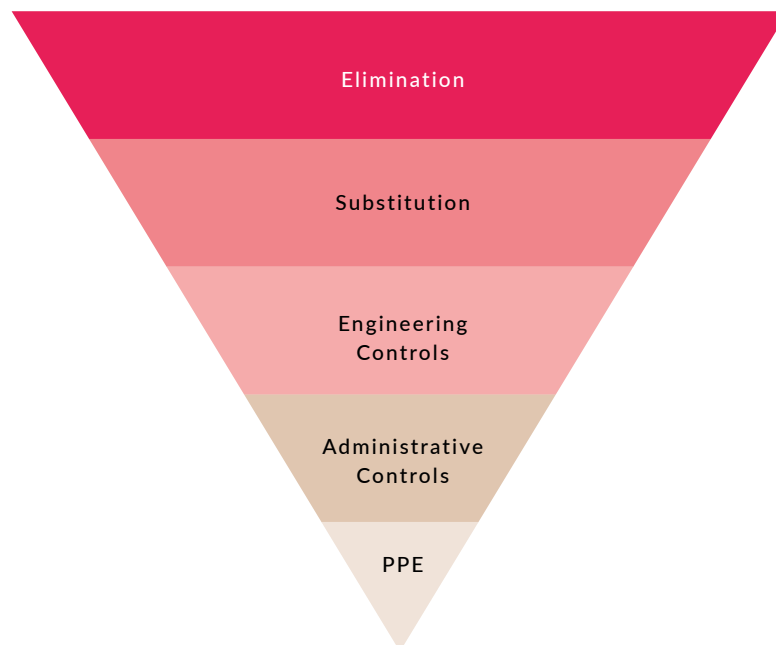 Elimination
Substitution
Engineering
Controls
Administrative
Controls
PPE